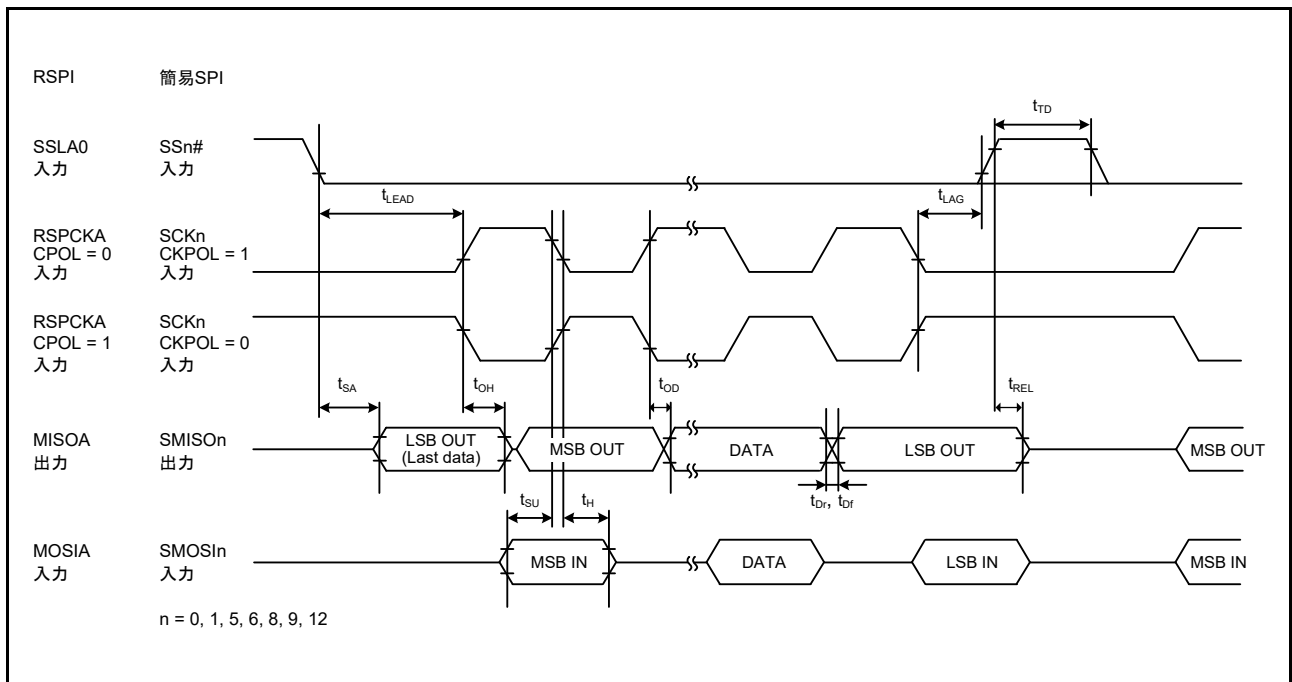 RSPI 簡易SPI
t_TD
SSLA0 SSn#
入力 入力
t_LEAD t_LAG
RSPCKA SCKn
CPOL = 0 CKPOL = 1
入力 入力
RSPCKA SCKn
CPOL = 1 CKPOL = 0
入力 入力
t_SA t_OH t_OD t_REL
MISOA SMISOn
出力 出力
LSB OUT
(Last data)
MSB OUT DATA LSB OUT MSB OUT
t_SU t_H t_Dr, t_Df
MOSIA SMOSIn
入力 入力
MSB IN DATA LSB IN MSB IN
n = 0, 1, 5, 6, 8, 9, 12